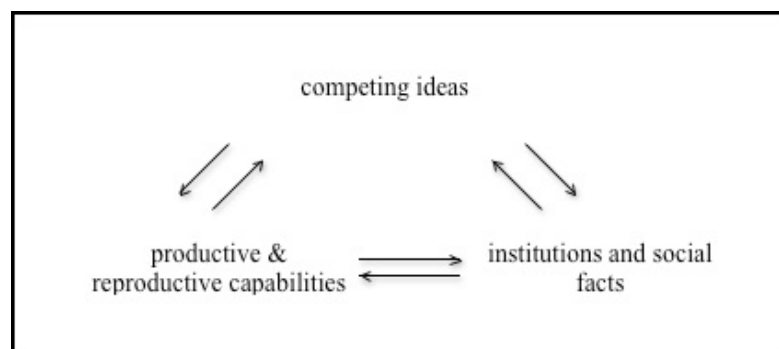 competing ideas
productive &
reproductive capabilities
institutions and social
facts